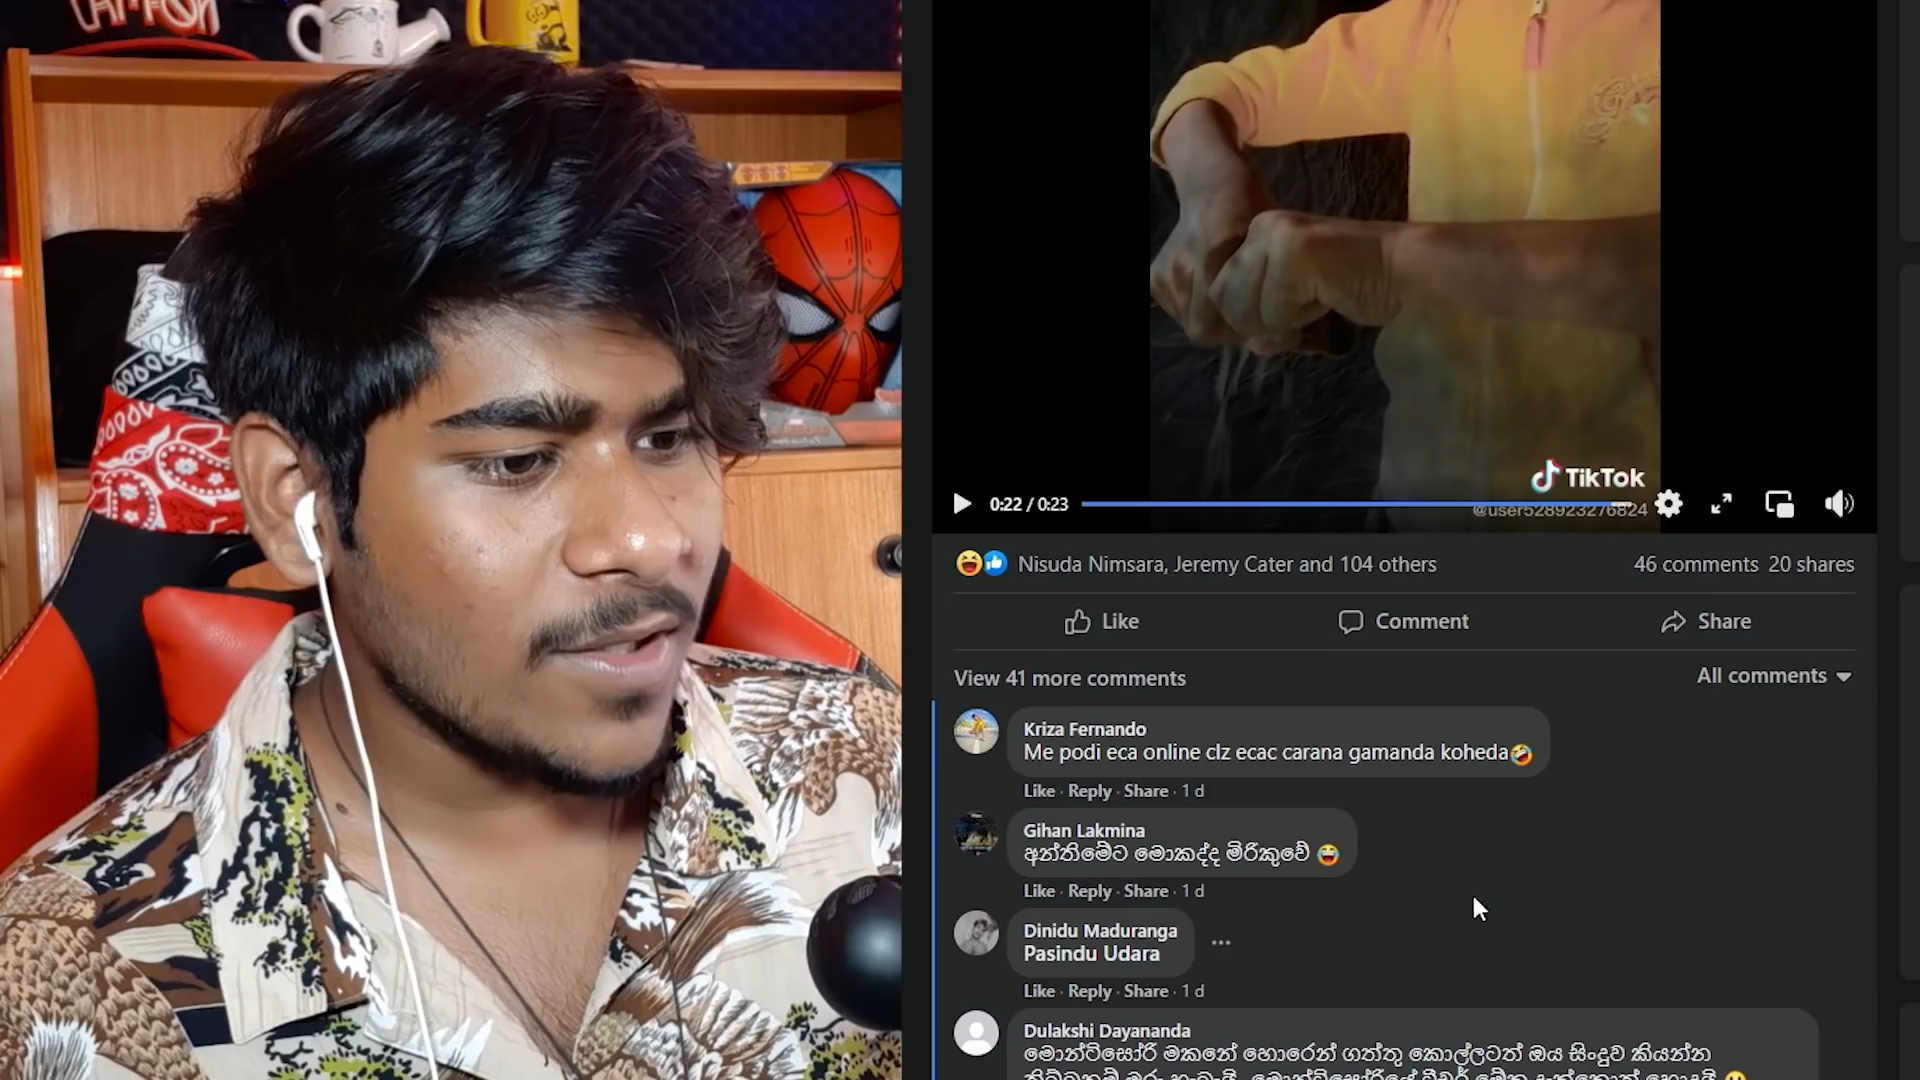 TikTok
@user528923276824
0:22 / 0:23
Nisuda Nimsara, Jeremy Cater and 104 others
46 comments 20 shares
Like
Comment
Share
View 41 more comments
All comments
Kriza Fernando
Me podi eca online clz ecac carana gamanda koheda🤣
Like · Reply · Share · 1 d
Gihan Lakmina
අන්තිමේට මොකද්ද මිරිකුවේ 😂
Like · Reply · Share · 1 d
Dinidu Maduranga
Pasindu Udara
Like · Reply · Share · 1 d
Dulakshi Dayananda
මොන්ටිසෝරි මකනේ හොරෙන් ගත්තු කොල්ලටත් ඔය සිංදුව කියන්න